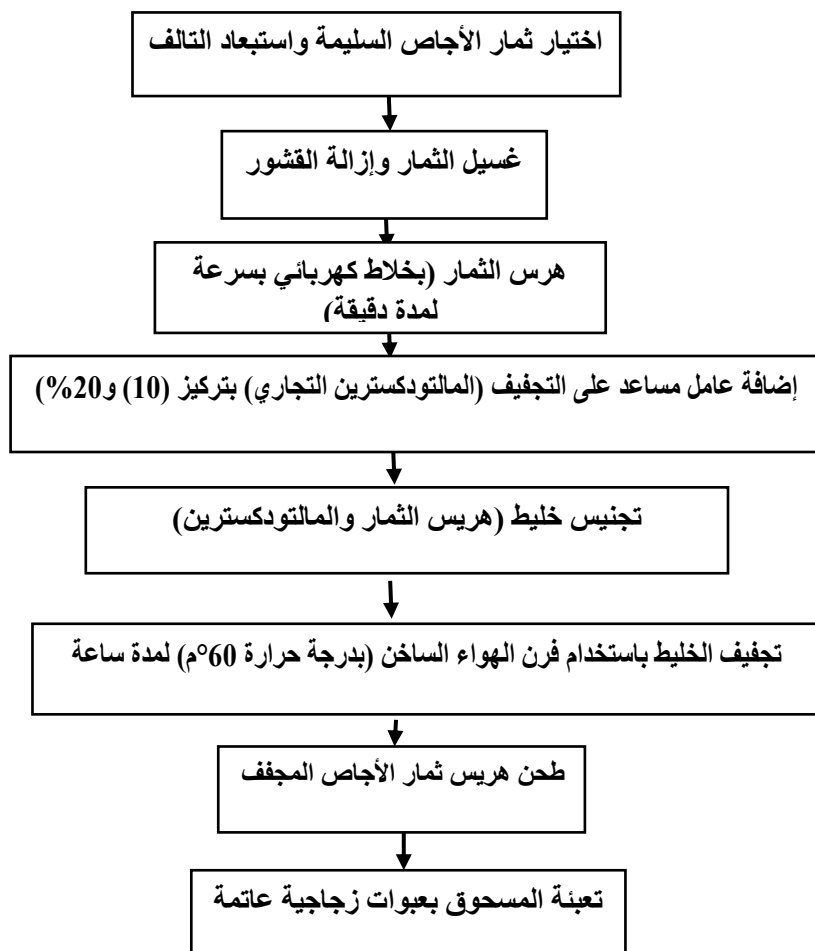 اختيار ثمار الأجاص السليمة واستبعاد التالف
غسيل الثمار وإزالة القشور
هرس الثمار (بخلاط كهربائي بسرعة
لمدة دقيقة)
إضافة عامل مساعد على التجفيف (المالتودكسترين التجاري) بتركيز (10) و20%)
تجنيس خليط (هريس الثمار والمالتودكسترين)
تجفيف الخليط باستخدام فرن الهواء الساخن (بدرجة حرارة 60°م) لمدة ساعة
طحن هريس ثمار الأجاص المجفف
تعبئة المسحوق بعبوات زجاجية عاتمة